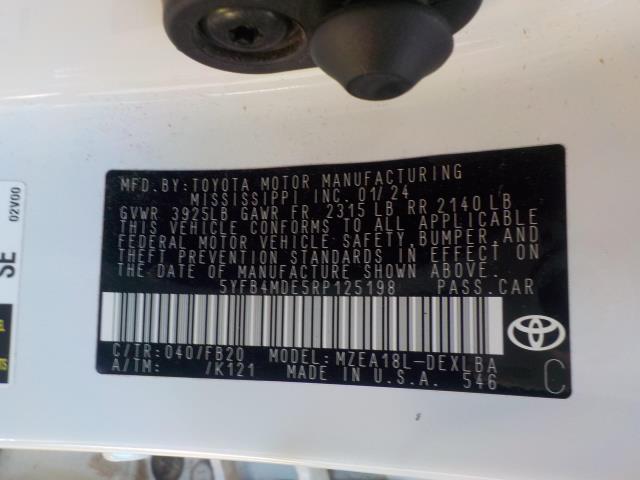 MFD. BY: TOYOTA MOTOR MANUFACTURING
MISSISSIPPI INC. 01/24
GVWR 3925LB GAWR FR 2315 LB RR 2140 LB
THIS VEHICLE CONFORMS TO ALL APPLICABLE
FEDERAL MOTOR VEHICLE SAFETY, BUMPER, AND
THEFT PREVENTION STANDARDS IN EFFECT ON
THE DATE OF MANUFACTURE SHOWN ABOVE.
5YFB4MDE5RP125198 PASS. CAR
C/TR: 040/FB20 MODEL: MZEA18L-DEXLBA
A/TM: /K121 MADE IN U.S.A. 546
C
02V00
SE